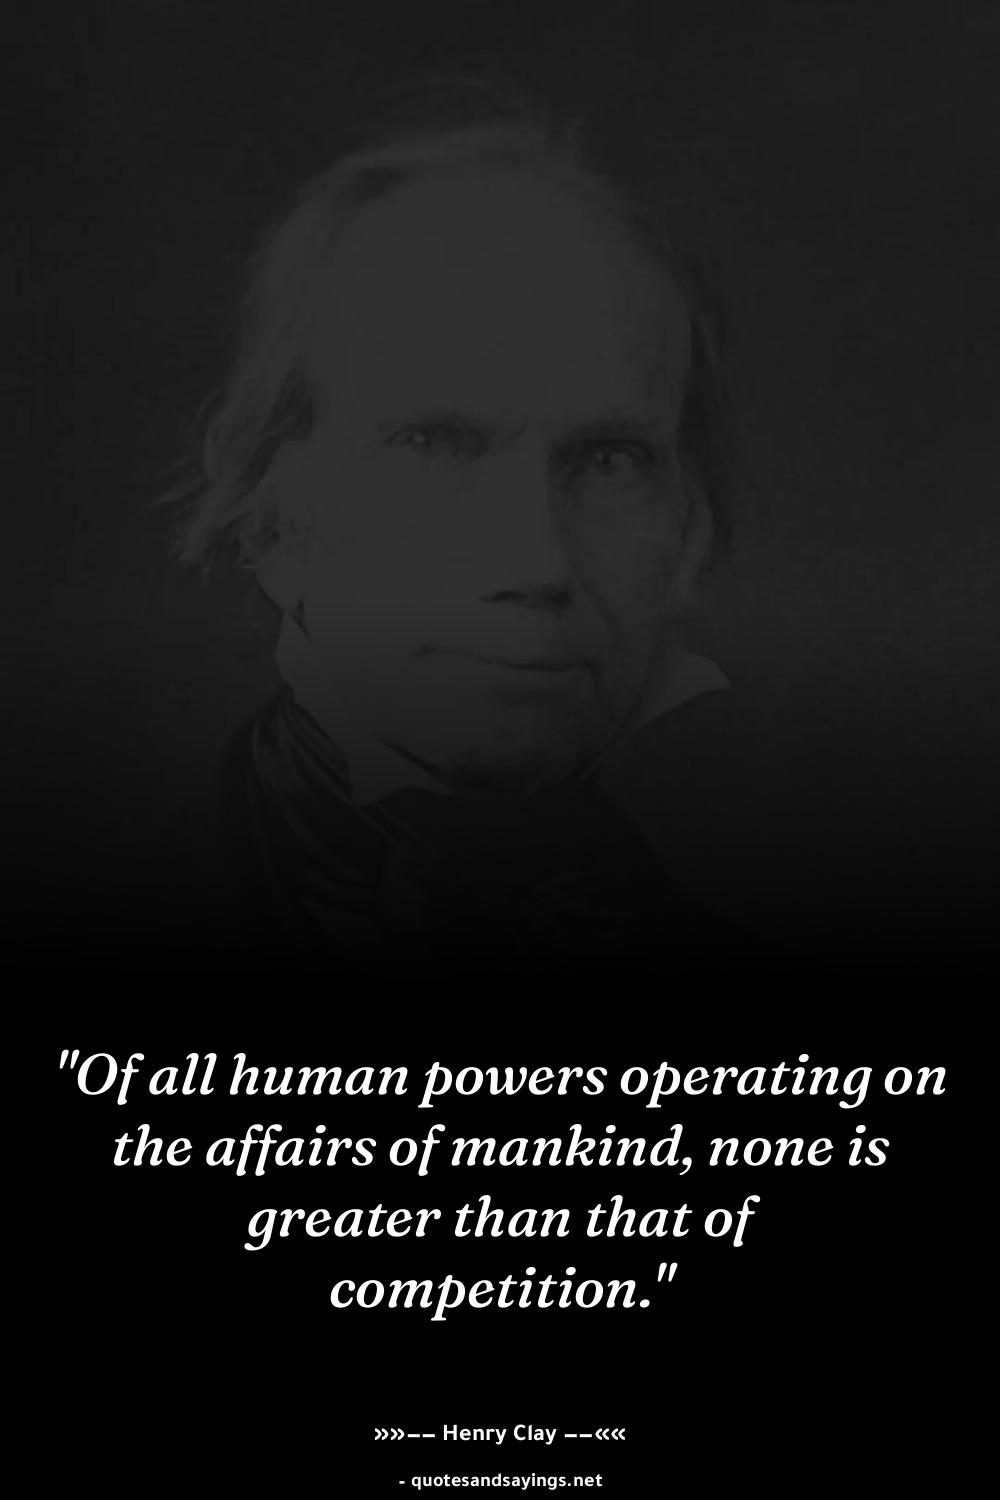 "Of all human powers operating on
the affairs of mankind, none is
greater than that of
competition."
»»–– Henry Clay ––««
- quotesandsayings.net